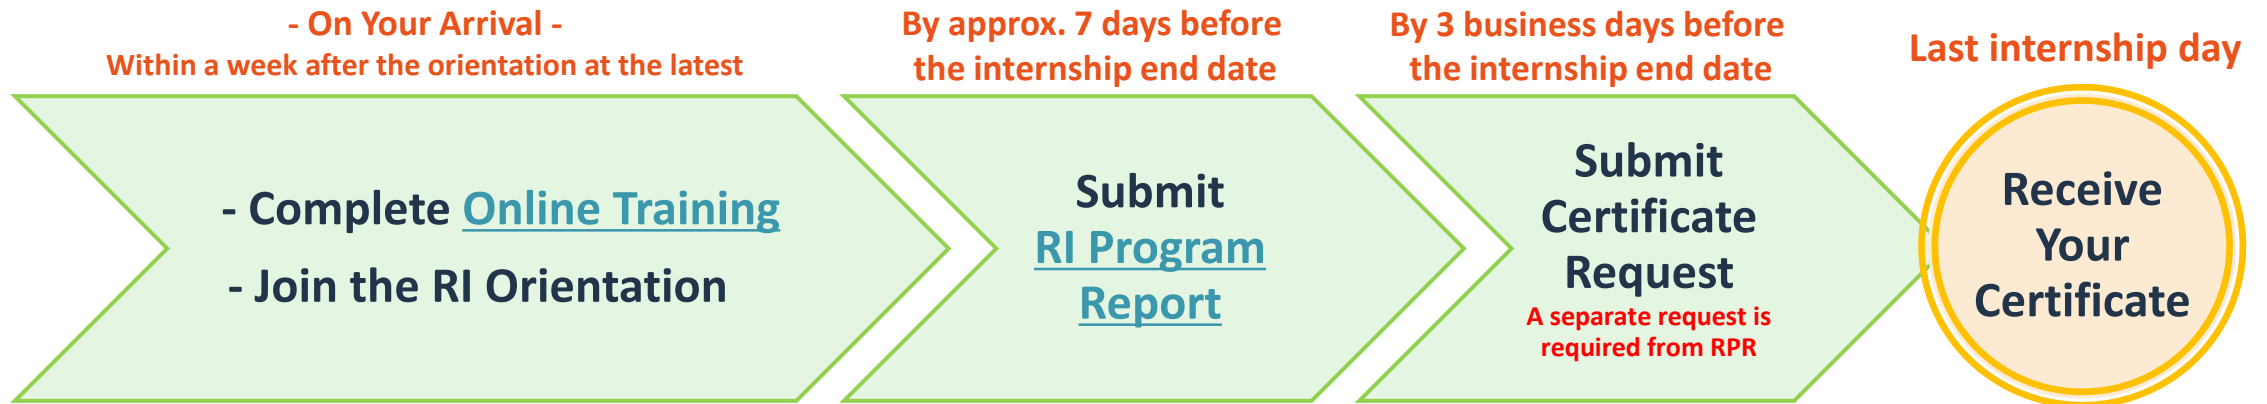 - On Your Arrival -
Within a week after the orientation at the latest
- Complete Online Training
- Join the RI Orientation
By approx. 7 days before
the internship end date
Submit
RI Program
Report
By 3 business days before
the internship end date
Submit
Certificate
Request
A separate request is
required from RPR
Last internship day
Receive
Your
Certificate